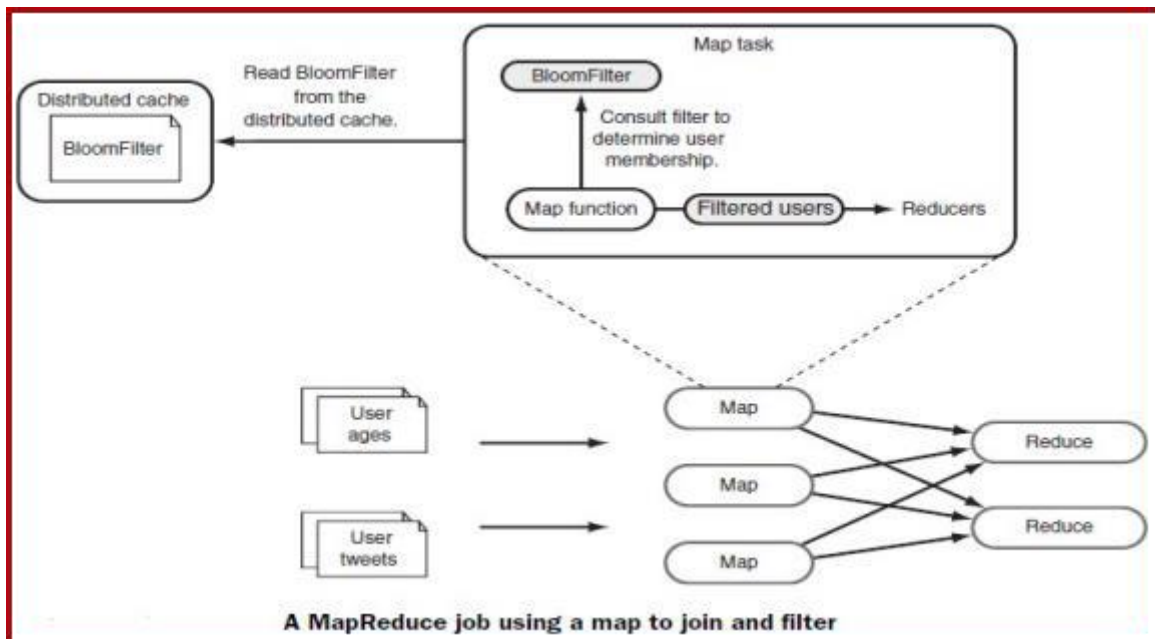 Map task
BloomFilter
Read BloomFilter
from the
distributed cache.
Distributed cache
BloomFilter
Consult filter to
determine user
membership.
Map function
Filtered users
Reducers
User
ages
Map
Reduce
Map
User
tweets
Reduce
Map
A MapReduce job using a map to join and filter